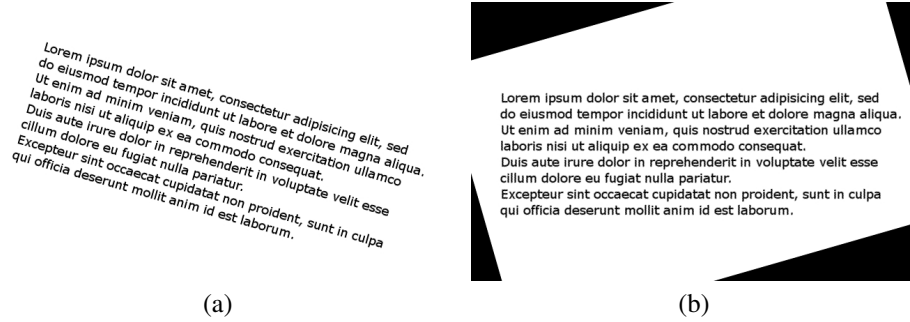 Lorem ipsum dolor sit amet, consectetur adipisicing elit, sed
do eiusmod tempor incididunt ut labore et dolore magna aliqua.
Ut enim ad minim veniam, quis nostrud exercitation ullamco
laboris nisi ut aliquip ex ea commodo consequat.
Duis aute irure dolor in reprehenderit in voluptate velit esse
cillum dolore eu fugiat nulla pariatur.
Excepteur sint occaecat cupidatat non proident, sunt in culpa
qui officia deserunt mollit anim id est laborum.
(a)
Lorem ipsum dolor sit amet, consectetur adipisicing elit, sed
do eiusmod tempor incididunt ut labore et dolore magna aliqua.
Ut enim ad minim veniam, quis nostrud exercitation ullamco
laboris nisi ut aliquip ex ea commodo consequat.
Duis aute irure dolor in reprehenderit in voluptate velit esse
cillum dolore eu fugiat nulla pariatur.
Excepteur sint occaecat cupidatat non proident, sunt in culpa
qui officia deserunt mollit anim id est laborum.
(b)